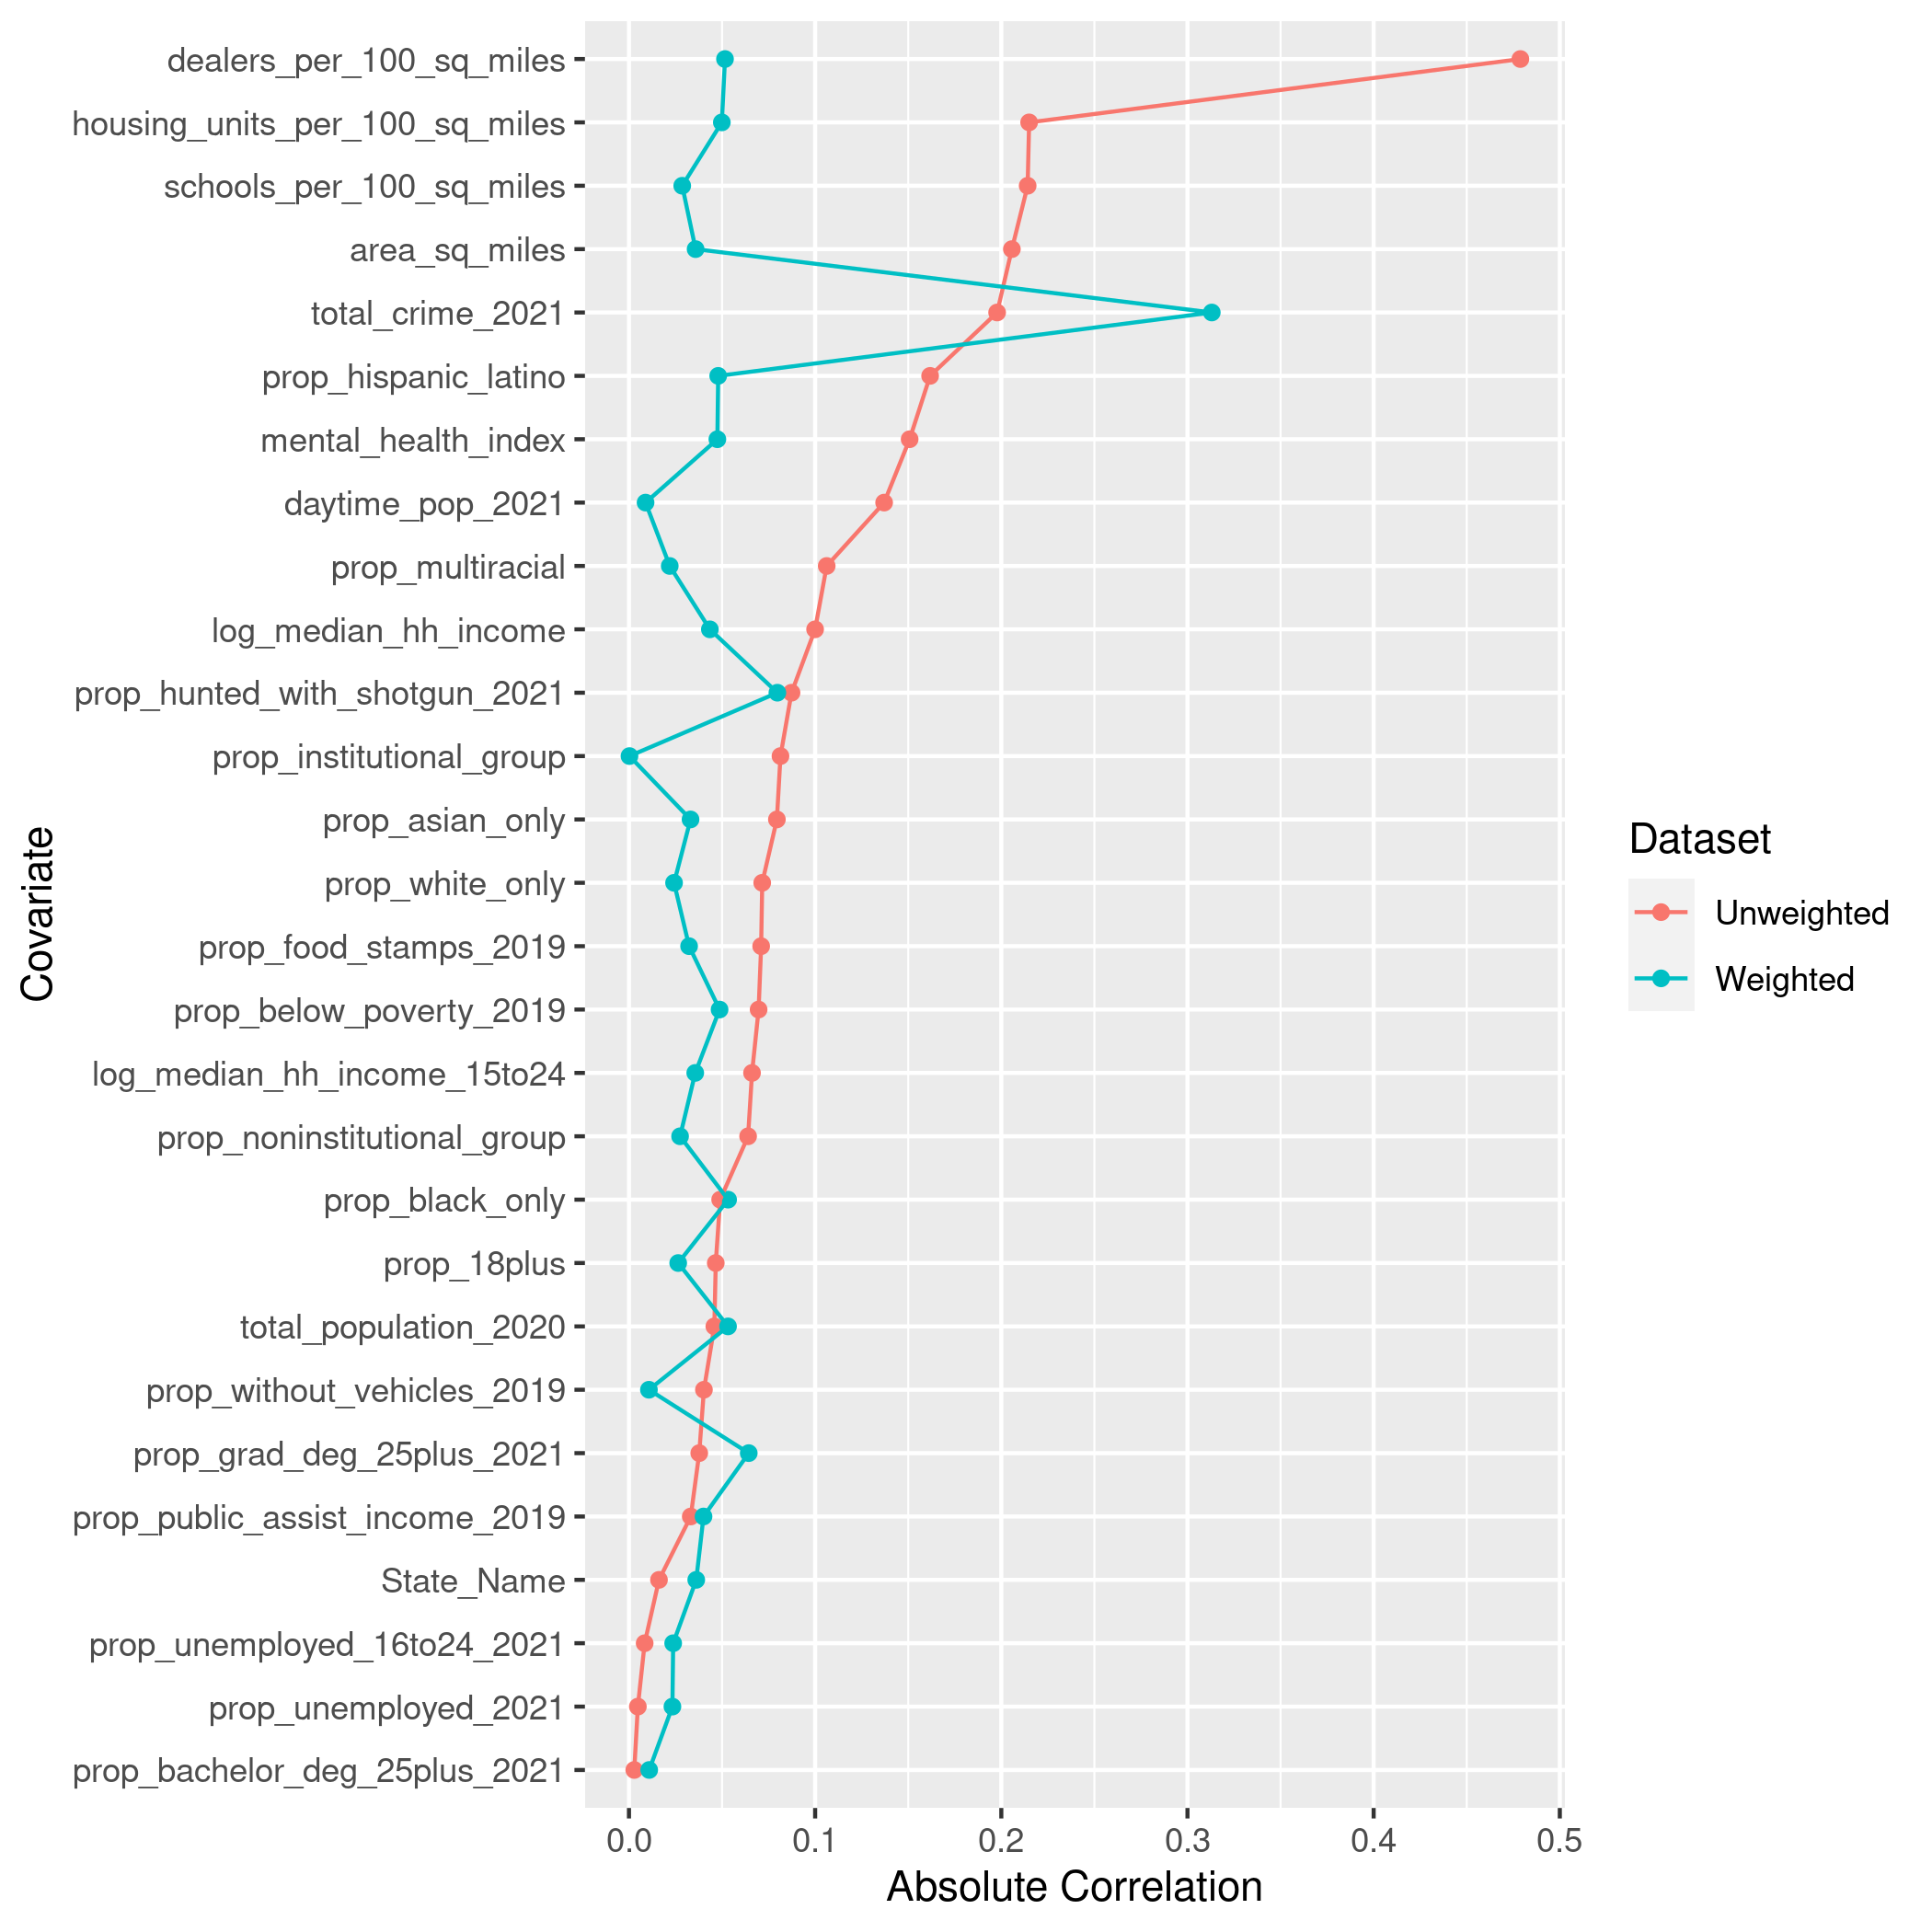 dealers_per_100_sq_miles
housing_units_per_100_sq_miles
schools_per_100_sq_miles
area_sq_miles
total_crime_2021
prop_hispanic_latino
mental_health_index
daytime_pop_2021
prop_multiracial
log_median_hh_income
prop_hunted_with_shotgun_2021
prop_institutional_group
prop_asian_only
prop_white_only
prop_food_stamps_2019
prop_below_poverty_2019
log_median_hh_income_15to24
prop_noninstitutional_group
prop_black_only
prop_18plus
total_population_2020
prop_without_vehicles_2019
prop_grad_deg_25plus_2021
prop_public_assist_income_2019
State_Name
prop_unemployed_16to24_2021
prop_unemployed_2021
prop_bachelor_deg_25plus_2021
Covariate
0.0 0.1 0.2 0.3 0.4 0.5
Absolute Correlation
Dataset
Unweighted
Weighted